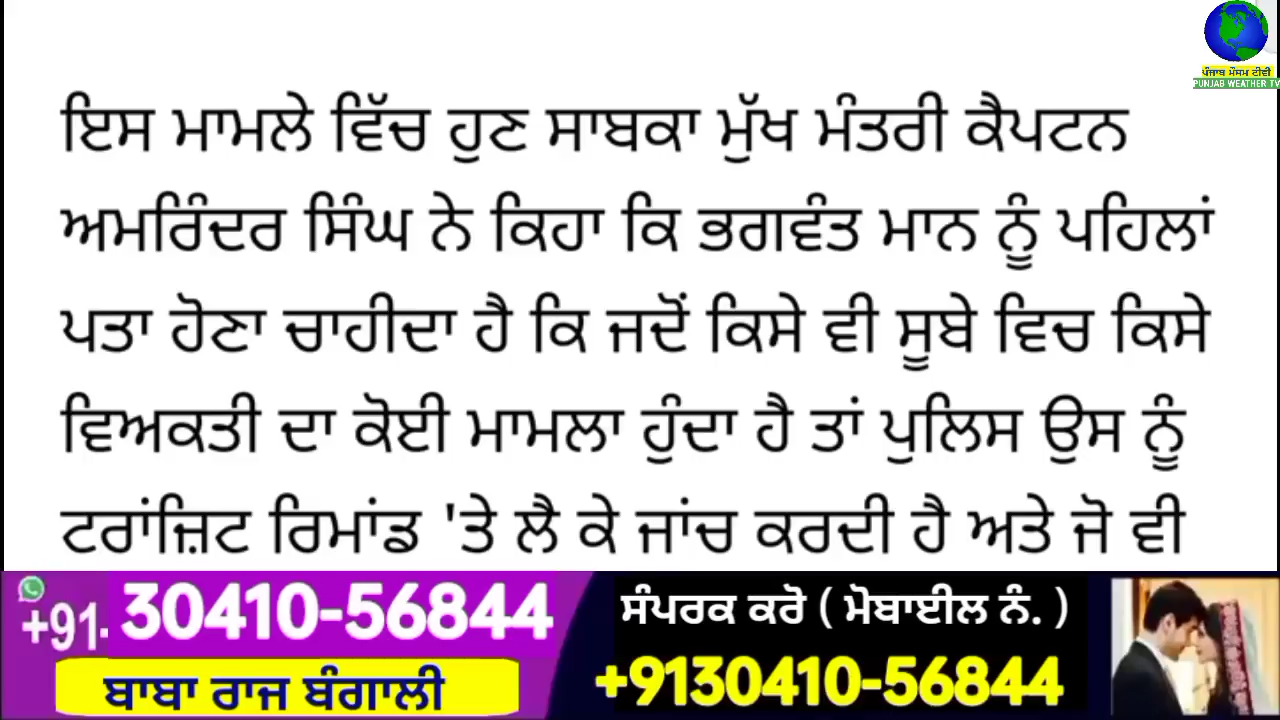 ਪੰਜਾਬ ਮੌਸਮ ਟੀਵੀ
PUNJAB WEATHER TV
ਇਸ ਮਾਮਲੇ ਵਿੱਚ ਹੁਣ ਸਾਬਕਾ ਮੁੱਖ ਮੰਤਰੀ ਕੈਪਟਨ
ਅਮਰਿੰਦਰ ਸਿੰਘ ਨੇ ਕਿਹਾ ਕਿ ਭਗਵੰਤ ਮਾਨ ਨੂੰ ਪਹਿਲਾਂ
ਪਤਾ ਹੋਣਾ ਚਾਹੀਦਾ ਹੈ ਕਿ ਜਦੋਂ ਕਿਸੇ ਵੀ ਸੂਬੇ ਵਿਚ ਕਿਸੇ
ਵਿਅਕਤੀ ਦਾ ਕੋਈ ਮਾਮਲਾ ਹੁੰਦਾ ਹੈ ਤਾਂ ਪੁਲਿਸ ਉਸ ਨੂੰ
ਟਰਾਂਜ਼ਿਟ ਰਿਮਾਂਡ 'ਤੇ ਲੈ ਕੇ ਜਾਂਚ ਕਰਦੀ ਹੈ ਅਤੇ ਜੋ ਵੀ
+91- 30410-56844
ਬਾਬਾ ਰਾਜ ਬੰਗਾਲੀ
ਸੰਪਰਕ ਕਰੋ ( ਮੋਬਾਈਲ ਨੰ. )
+9130410-56844